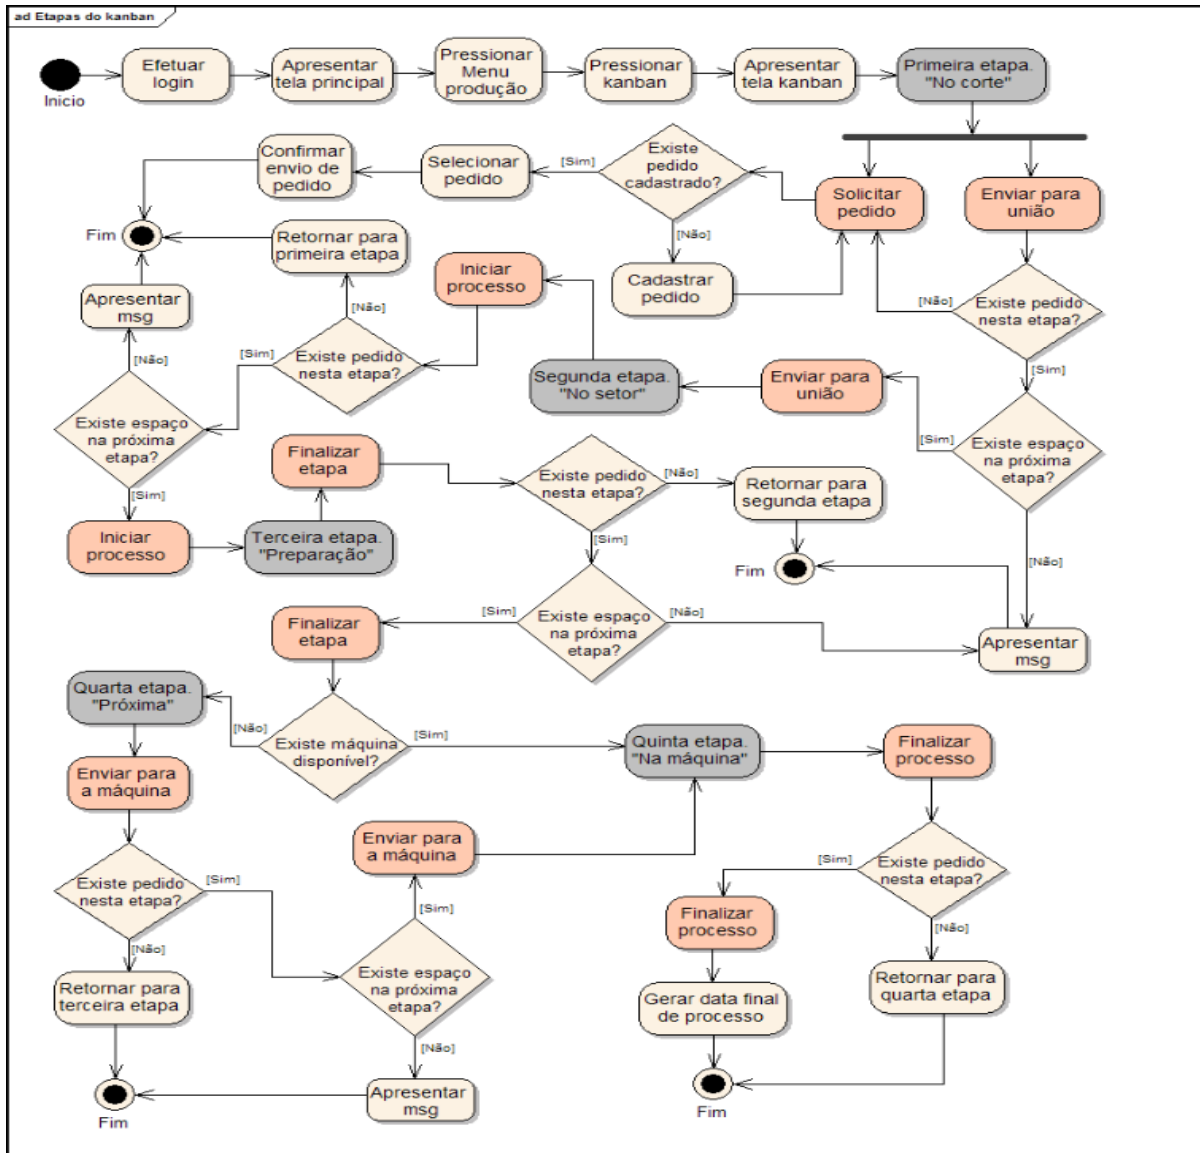 ad Etapas do kanban
Inicio
Efetuar
login
Apresentar
tela principal
Pressionar
Menu
produção
Pressionar
kanban
Apresentar
tela kanban
Primeira etapa.
"No corte"
Confirmar
envio de
pedido
Selecionar
pedido
[Sim]
Existe
pedido
cadastrado?
Solicitar
pedido
Enviar para
união
Fim
Retornar para
primeira etapa
[Não]
Iniciar
processo
Cadastrar
pedido
[Não]
Existe pedido
nesta etapa?
Apresentar
msg
[Não]
[Não]
[Sim]
Existe pedido
nesta etapa?
Segunda etapa.
"No setor"
Enviar para
união
[Sim]
Existe espaço
na próxima
etapa?
[Sim]
Existe espaço
na próxima
etapa?
[Sim]
Finalizar
etapa
Existe pedido
nesta etapa?
[Não]
Retornar para
segunda etapa
Iniciar
processo
Terceira etapa.
"Preparação"
[Sim]
Fim
[Não]
Finalizar
etapa
[Sim]
Existe espaço
na próxima
etapa?
[Não]
Apresentar
msg
Quarta etapa.
"Próxima"
[Não]
Existe máquina
disponível?
[Sim]
Quinta etapa.
"Na máquina"
Finalizar
processo
Enviar para
a máquina
Enviar para
a máquina
Existe pedido
nesta etapa?
[Sim]
[Sim]
[Sim]
Existe pedido
nesta etapa?
[Não]
Existe espaço
na próxima
etapa?
Finalizar
processo
[Não]
Retornar para
terceira etapa
Gerar data final
de processo
Retornar para
quarta etapa
[Não]
Apresentar
msg
Fim
Fim